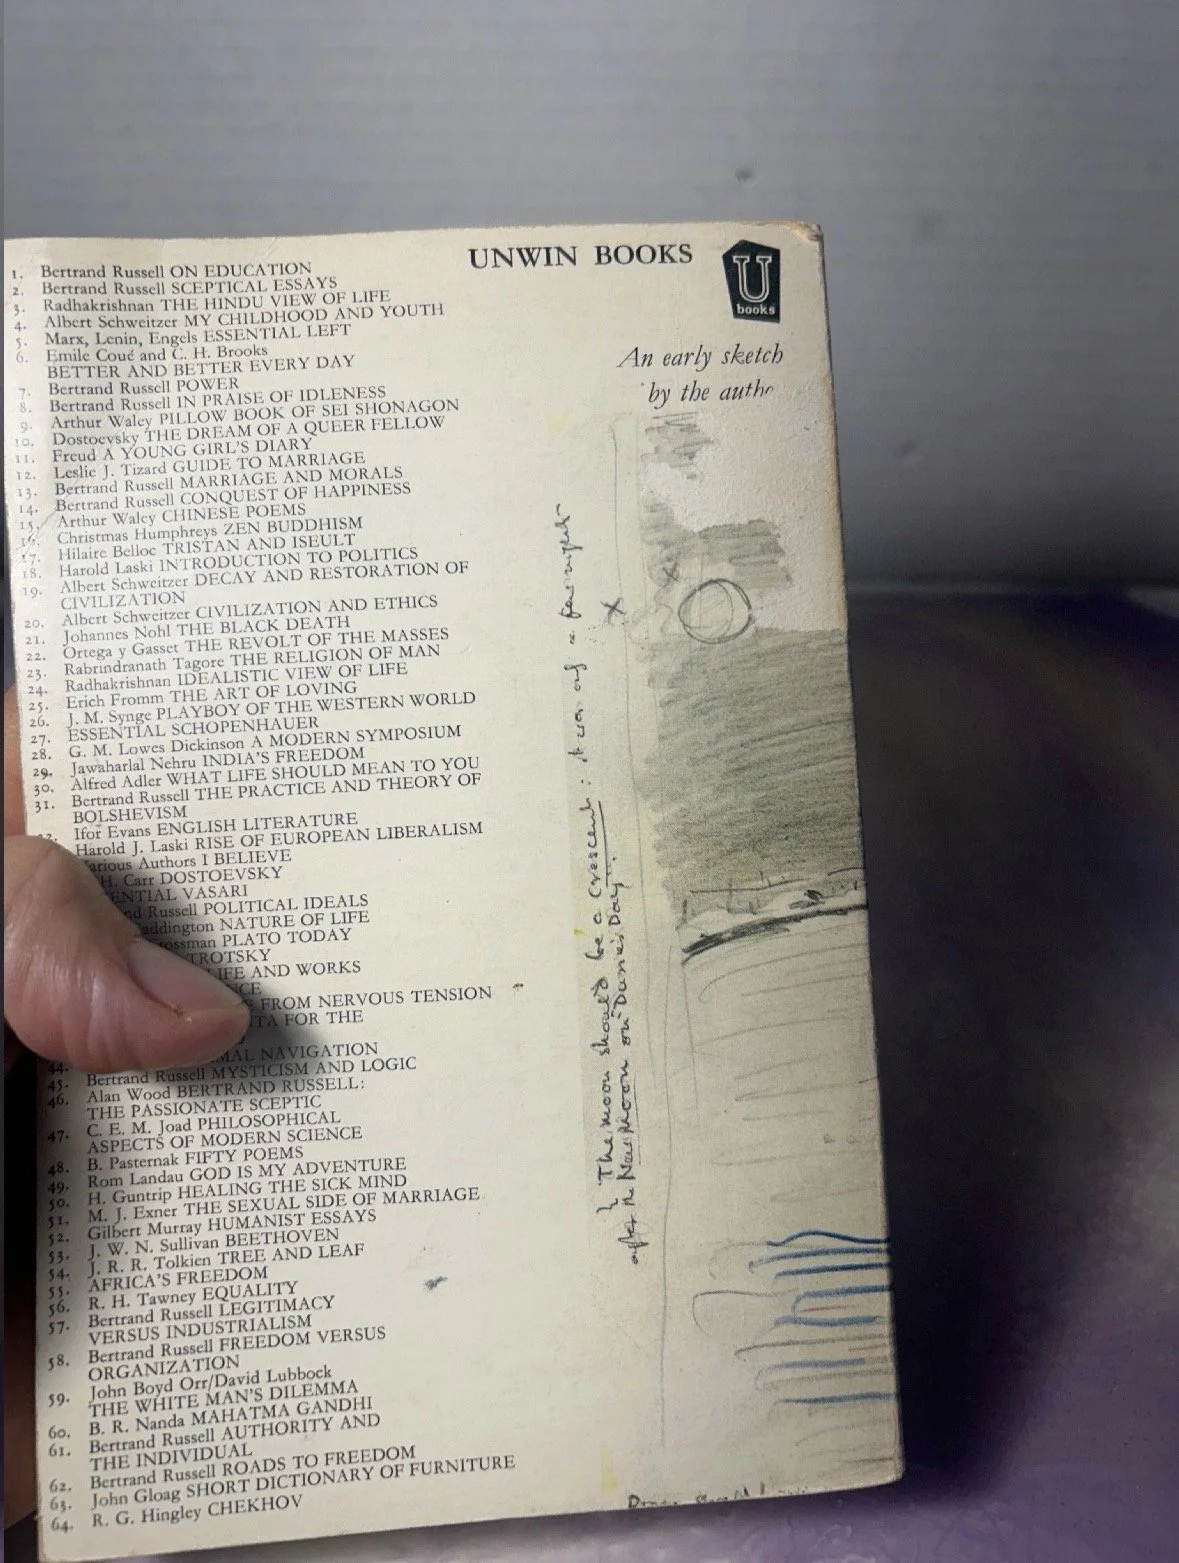 UNWIN BOOKS
U
books
1. Bertrand Russell ON EDUCATION
2. Bertrand Russell SCEPTICAL ESSAYS
3. Radhakrishnan THE HINDU VIEW OF LIFE
4. Albert Schweitzer MY CHILDHOOD AND YOUTH
5. Marx, Lenin, Engels ESSENTIAL LEFT
6. Emile Coué and C. H. Brooks
BETTER AND BETTER EVERY DAY
7. Bertrand Russell POWER
8. Bertrand Russell IN PRAISE OF IDLENESS
9. Arthur Waley PILLOW BOOK OF SEI SHONAGON
10. Dostoevsky THE DREAM OF A QUEER FELLOW
11. Freud A YOUNG GIRL'S DIARY
12. Leslie J. Tizard GUIDE TO MARRIAGE
13. Bertrand Russell MARRIAGE AND MORALS
14. Bertrand Russell CONQUEST OF HAPPINESS
15. Arthur Waley CHINESE POEMS
16. Christmas Humphreys ZEN BUDDHISM
17. Hilaire Belloc TRISTAN AND ISEULT
18. Harold Laski INTRODUCTION TO POLITICS
19. Albert Schweitzer DECAY AND RESTORATION OF
CIVILIZATION
20. Albert Schweitzer CIVILIZATION AND ETHICS
21. Johannes Nohl THE BLACK DEATH
22. Ortega y Gasset THE REVOLT OF THE MASSES
23. Rabrindranath Tagore THE RELIGION OF MAN
24. Radhakrishnan IDEALISTIC VIEW OF LIFE
25. Erich Fromm THE ART OF LOVING
26. J. M. Synge PLAYBOY OF THE WESTERN WORLD
27. ESSENTIAL SCHOPENHAUER
28. G. M. Lowes Dickinson A MODERN SYMPOSIUM
29. Jawaharlal Nehru INDIA'S FREEDOM
30. Alfred Adler WHAT LIFE SHOULD MEAN TO YOU
31. Bertrand Russell THE PRACTICE AND THEORY OF
BOLSHEVISM
Ifor Evans ENGLISH LITERATURE
Harold J. Laski RISE OF EUROPEAN LIBERALISM
Authors I BELIEVE
H. Carr DOSTOEVSKY
VASARI
Russell POLITICAL IDEALS
NATURE OF LIFE
PLATO TODAY
TROTSKY
LIFE AND WORKS
FROM NERVOUS TENSION
FOR THE
NAVIGATION
44.
45. Bertrand Russell MYSTICISM AND LOGIC
46. Alan Wood BERTRAND RUSSELL:
THE PASSIONATE SCEPTIC
47. C. E. M. Joad PHILOSOPHICAL
ASPECTS OF MODERN SCIENCE
48. B. Pasternak FIFTY POEMS
49. Rom Landau GOD IS MY ADVENTURE
50. H. Guntrip HEALING THE SICK MIND
51. M. J. Exner THE SEXUAL SIDE OF MARRIAGE
52. Gilbert Murray HUMANIST ESSAYS
53. J. W. N. Sullivan BEETHOVEN
54. J. R. R. Tolkien TREE AND LEAF
55. AFRICA'S FREEDOM
56. R. H. Tawney EQUALITY
57. Bertrand Russell LEGITIMACY
VERSUS INDUSTRIALISM
58. Bertrand Russell FREEDOM VERSUS
ORGANIZATION
59. John Boyd Orr/David Lubbock
THE WHITE MAN'S DILEMMA
60. B. R. Nanda MAHATMA GANDHI
61. Bertrand Russell AUTHORITY AND
THE INDIVIDUAL
62. Bertrand Russell ROADS TO FREEDOM
63. John Gloag SHORT DICTIONARY OF FURNITURE
64. R. G. Hingley CHEKHOV
An early sketch
by the
The moon should be a crescent: it was only a few nights
after the New Moon on Durin's Day.